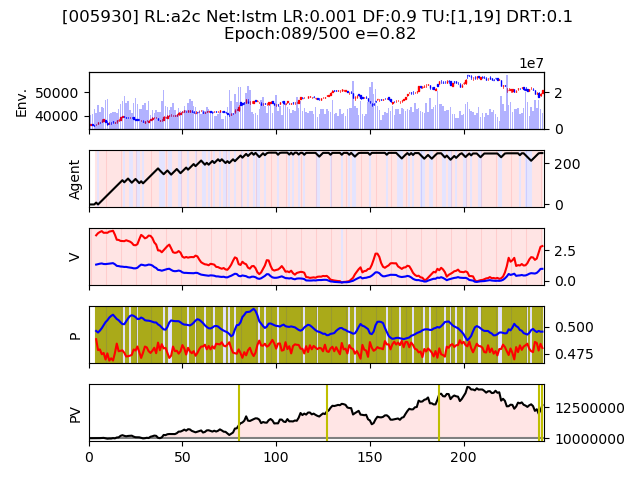 [005930] RL:a2c Net:lstm LR:0.001 DF:0.9 TU:[1,19] DRT:0.1
Epoch:089/500 e=0.82
1e7
Env.
50000
40000
2
0
Agent
200
0
V
2.5
0.0
P
0.500
0.475
PV
12500000
10000000
0 50 100 150 200